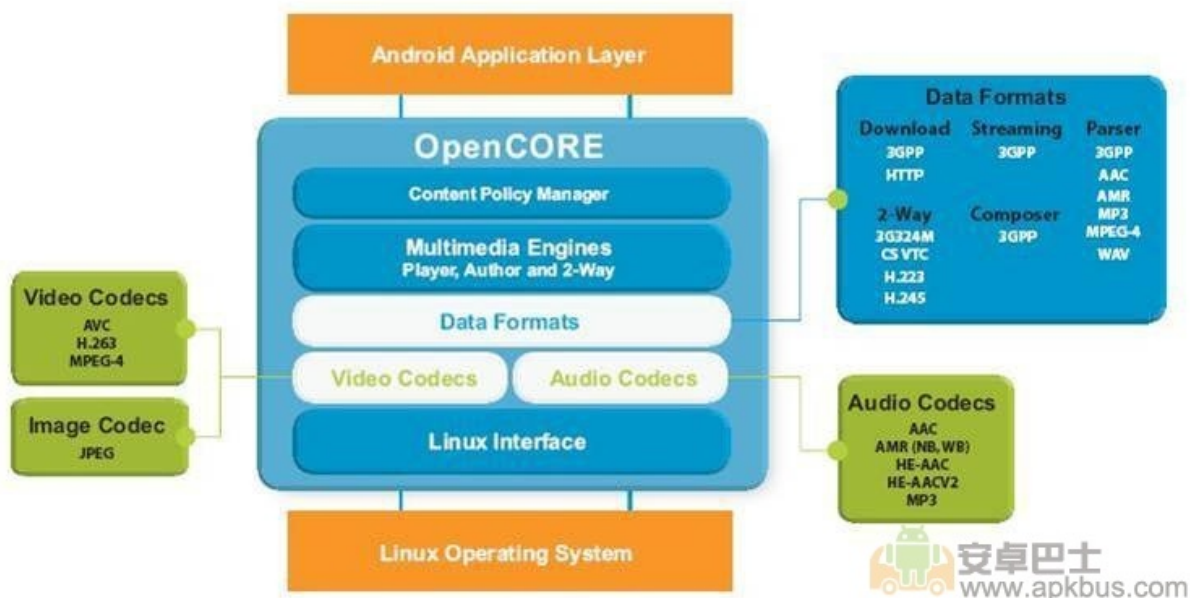 Android Application Layer
OpenCORE
Content Policy Manager
Multimedia Engines
Player, Author and 2-Way
Data Formats
Video Codecs
Audio Codecs
Linux Interface
Linux Operating System
Video Codecs
AVC
H.263
MPEG-4
Image Codec
JPEG
Data Formats
Download
3GPP
HTTP
Streaming
3GPP
Parser
3GPP
AAC
AMR
MP3
MPEG-4
WAV
2-Way
3G324M
CS VTC
H.223
H.245
Composer
3GPP
Audio Codecs
AAC
AMR (NB, WB)
HE-AAC
HE-AACV2
MP3
安卓巴士
www.apkbus.com